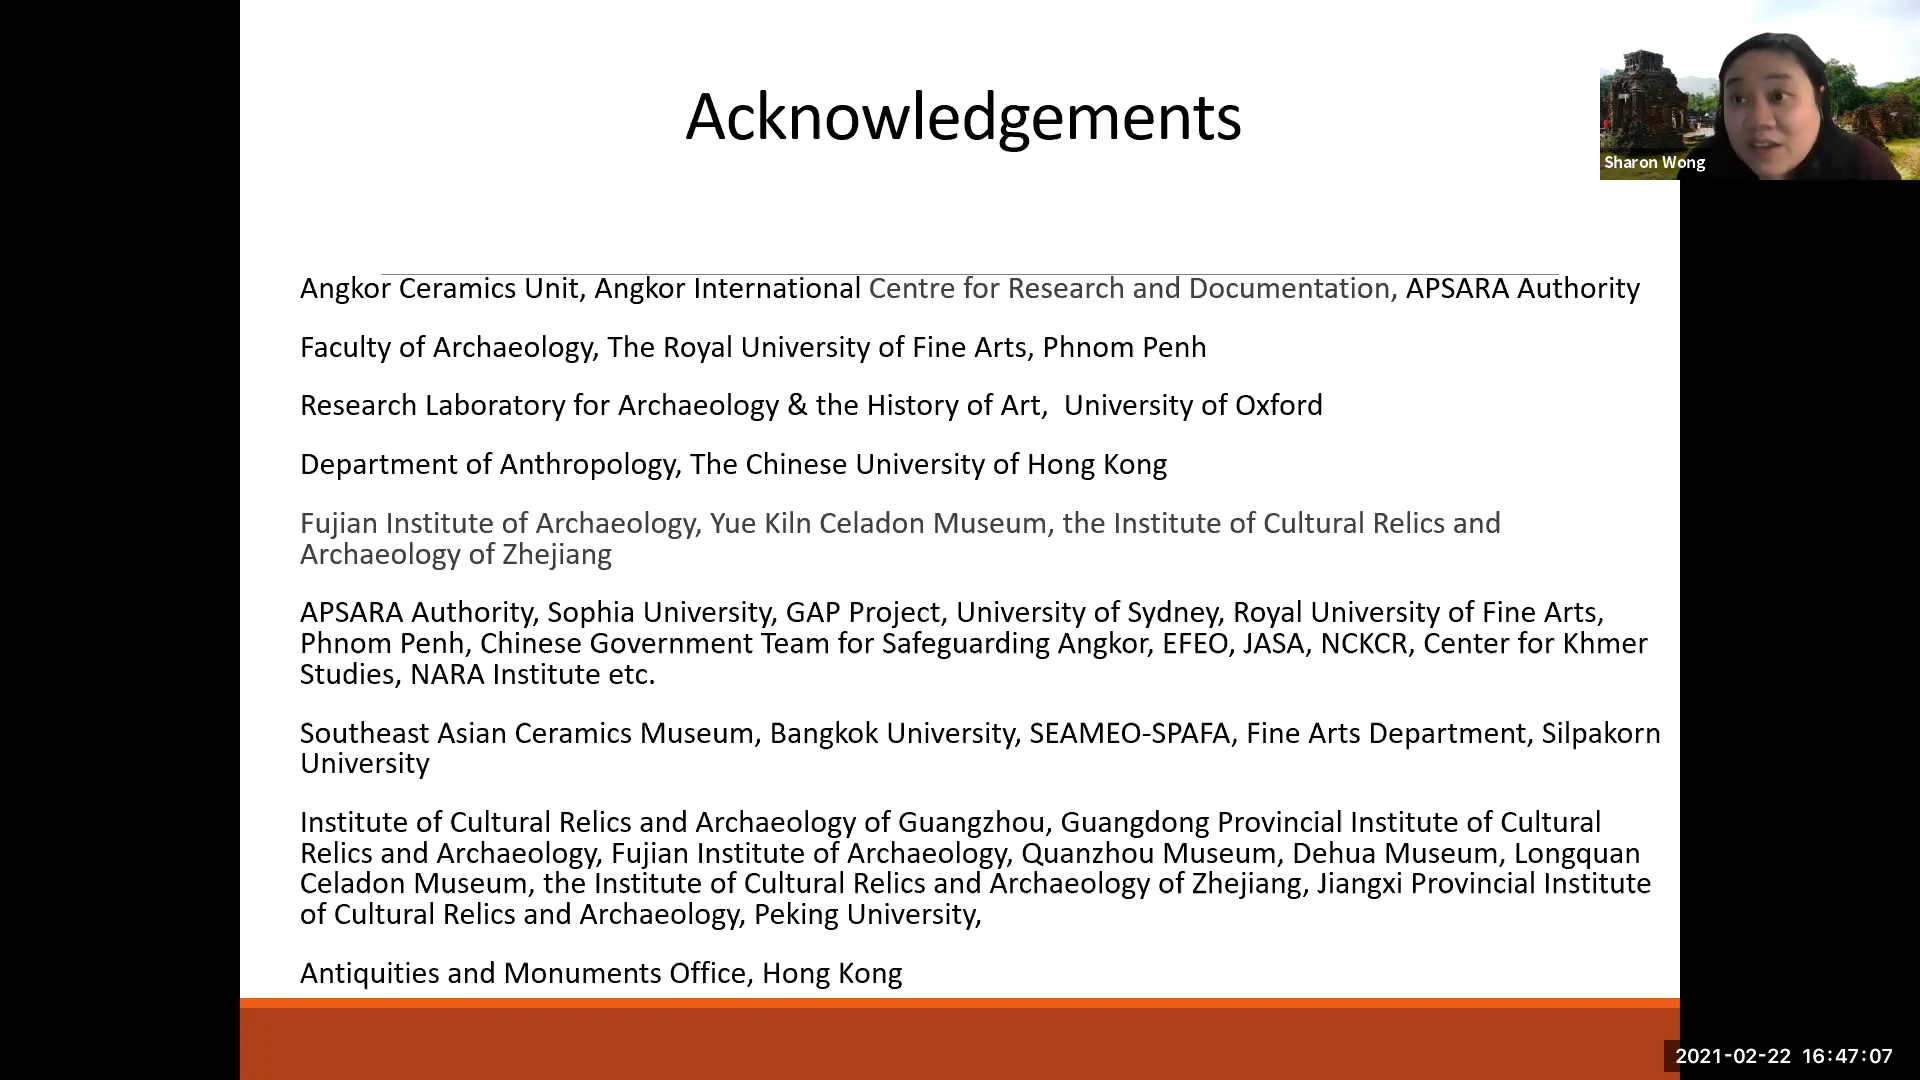 Acknowledgements
Sharon Wong
Angkor Ceramics Unit, Angkor International Centre for Research and Documentation, APSARA Authority
Faculty of Archaeology, The Royal University of Fine Arts, Phnom Penh
Research Laboratory for Archaeology & the History of Art,  University of Oxford
Department of Anthropology, The Chinese University of Hong Kong
Fujian Institute of Archaeology, Yue Kiln Celadon Museum, the Institute of Cultural Relics and
Archaeology of Zhejiang
APSARA Authority, Sophia University, GAP Project, University of Sydney, Royal University of Fine Arts,
Phnom Penh, Chinese Government Team for Safeguarding Angkor, EFEO, JASA, NCKCR, Center for Khmer
Studies, NARA Institute etc.
Southeast Asian Ceramics Museum, Bangkok University, SEAMEO-SPAFA, Fine Arts Department, Silpakorn
University
Institute of Cultural Relics and Archaeology of Guangzhou, Guangdong Provincial Institute of Cultural
Relics and Archaeology, Fujian Institute of Archaeology, Quanzhou Museum, Dehua Museum, Longquan
Celadon Museum, the Institute of Cultural Relics and Archaeology of Zhejiang, Jiangxi Provincial Institute
of Cultural Relics and Archaeology, Peking University,
Antiquities and Monuments Office, Hong Kong
2021-02-22 16:47:07